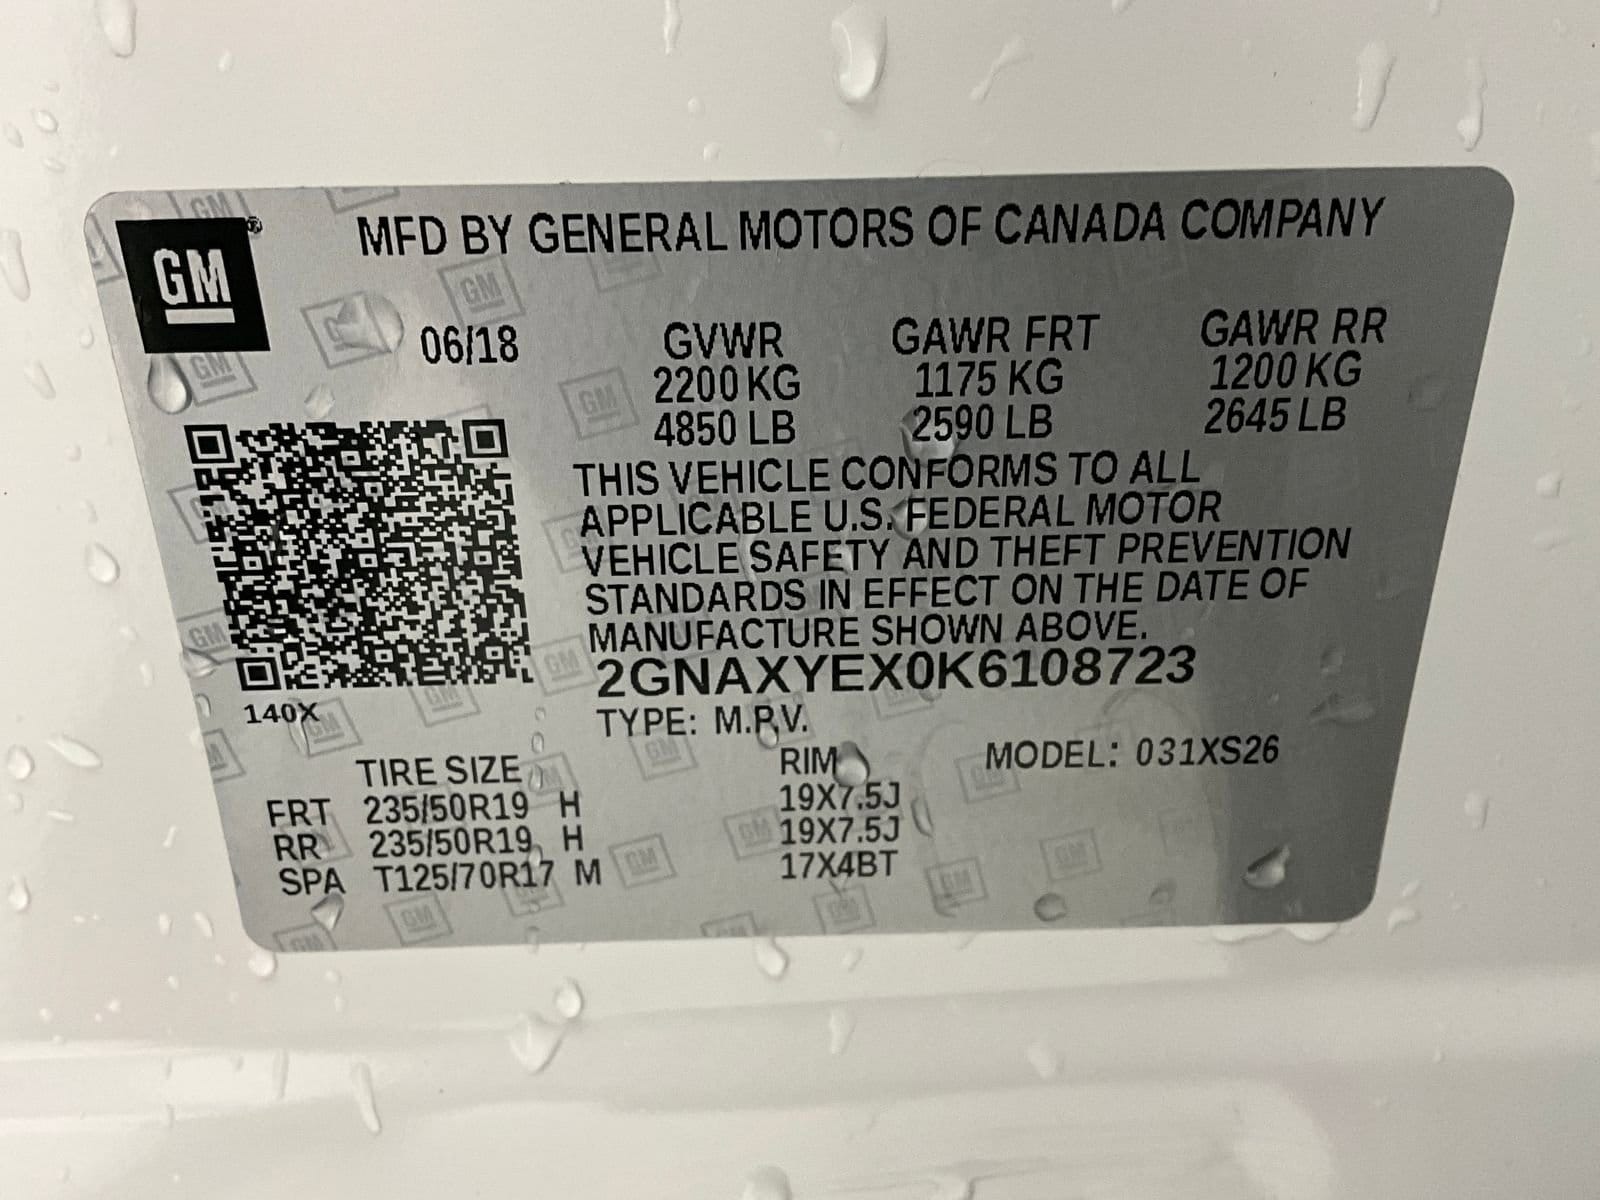 GM
MFD BY GENERAL MOTORS OF CANADA COMPANY
06/18
GVWR
2200 KG
4850 LB
GAWR FRT
1175 KG
2590 LB
GAWR RR
1200 KG
2645 LB
THIS VEHICLE CONFORMS TO ALL
APPLICABLE U.S. FEDERAL MOTOR
VEHICLE SAFETY AND THEFT PREVENTION
STANDARDS IN EFFECT ON THE DATE OF
MANUFACTURE SHOWN ABOVE.
2GNAXYEX0K6108723
140X
TYPE: M.P.V.
MODEL: 031XS26
TIRE SIZE RIM
FRT 235/50R19 H 19X7.5J
RR 235/50R19 H 19X7.5J
SPA T125/70R17 M 17X4BT